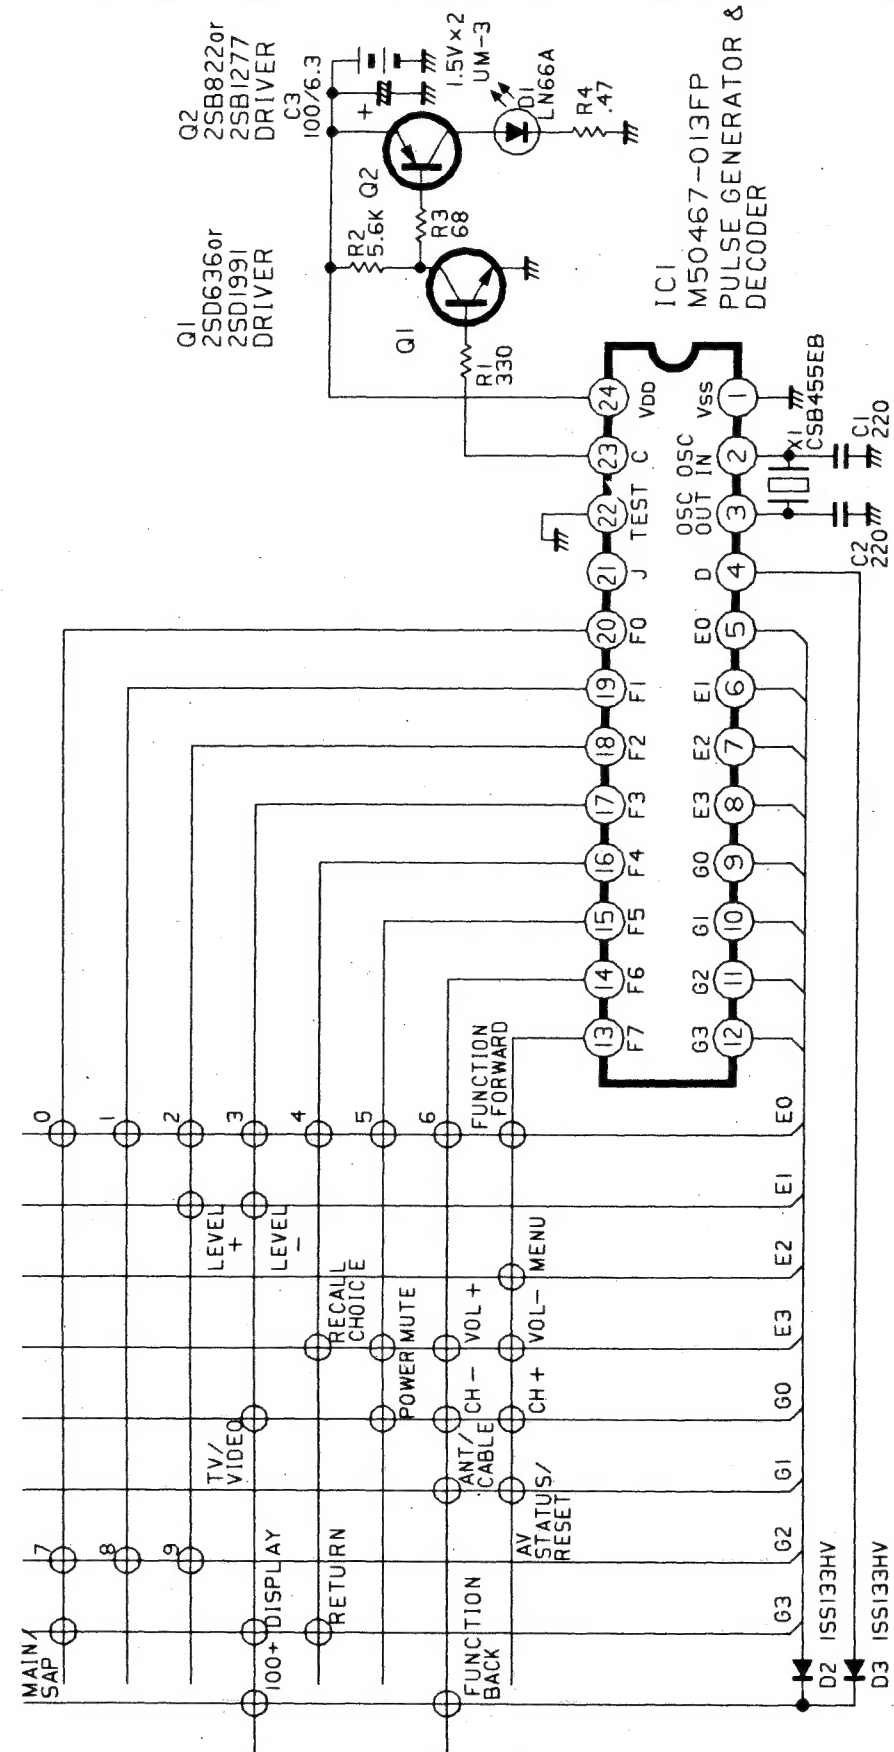 Q2
2SB822or
2SB1277
DRIVER
C3
100/6.3
+
1.5V×2
UM-3
D1
LN66A
R4
.47
Q2
R3
68
R2
5.6K
Q1
2SD636or
2SD1991
DRIVER
Q1
R1
330
IC1
M50467-013FP
PULSE GENERATOR &
DECODER
24
VDD
23
C
22
TEST
21
J
20
F0
19
F1
18
F2
17
F3
16
F4
15
F5
14
F6
13
F7
1
VSS
2
OSC
IN
3
OSC
OUT
4
D
5
E0
6
E1
7
E2
8
E3
9
G0
10
G1
11
G2
12
G3
X1
CSB455EB
C1
220
C2
220
0
1
2
3
4
5
6
FUNCTION
FORWARD
E0
LEVEL
+
LEVEL
-
E1
MENU
E2
RECALL
CHOICE
MUTE
VOL+
VOL-
E3
TV/
VIDEO
POWER
CH-
CH+
G0
ANT/
CABLE
AV
STATUS/
RESET
G1
7
8
9
G2
MAIN/
SAP
DISPLAY
RETURN
G3
100+
FUNCTION
BACK
D2 ISS133HV
D3 ISS133HV